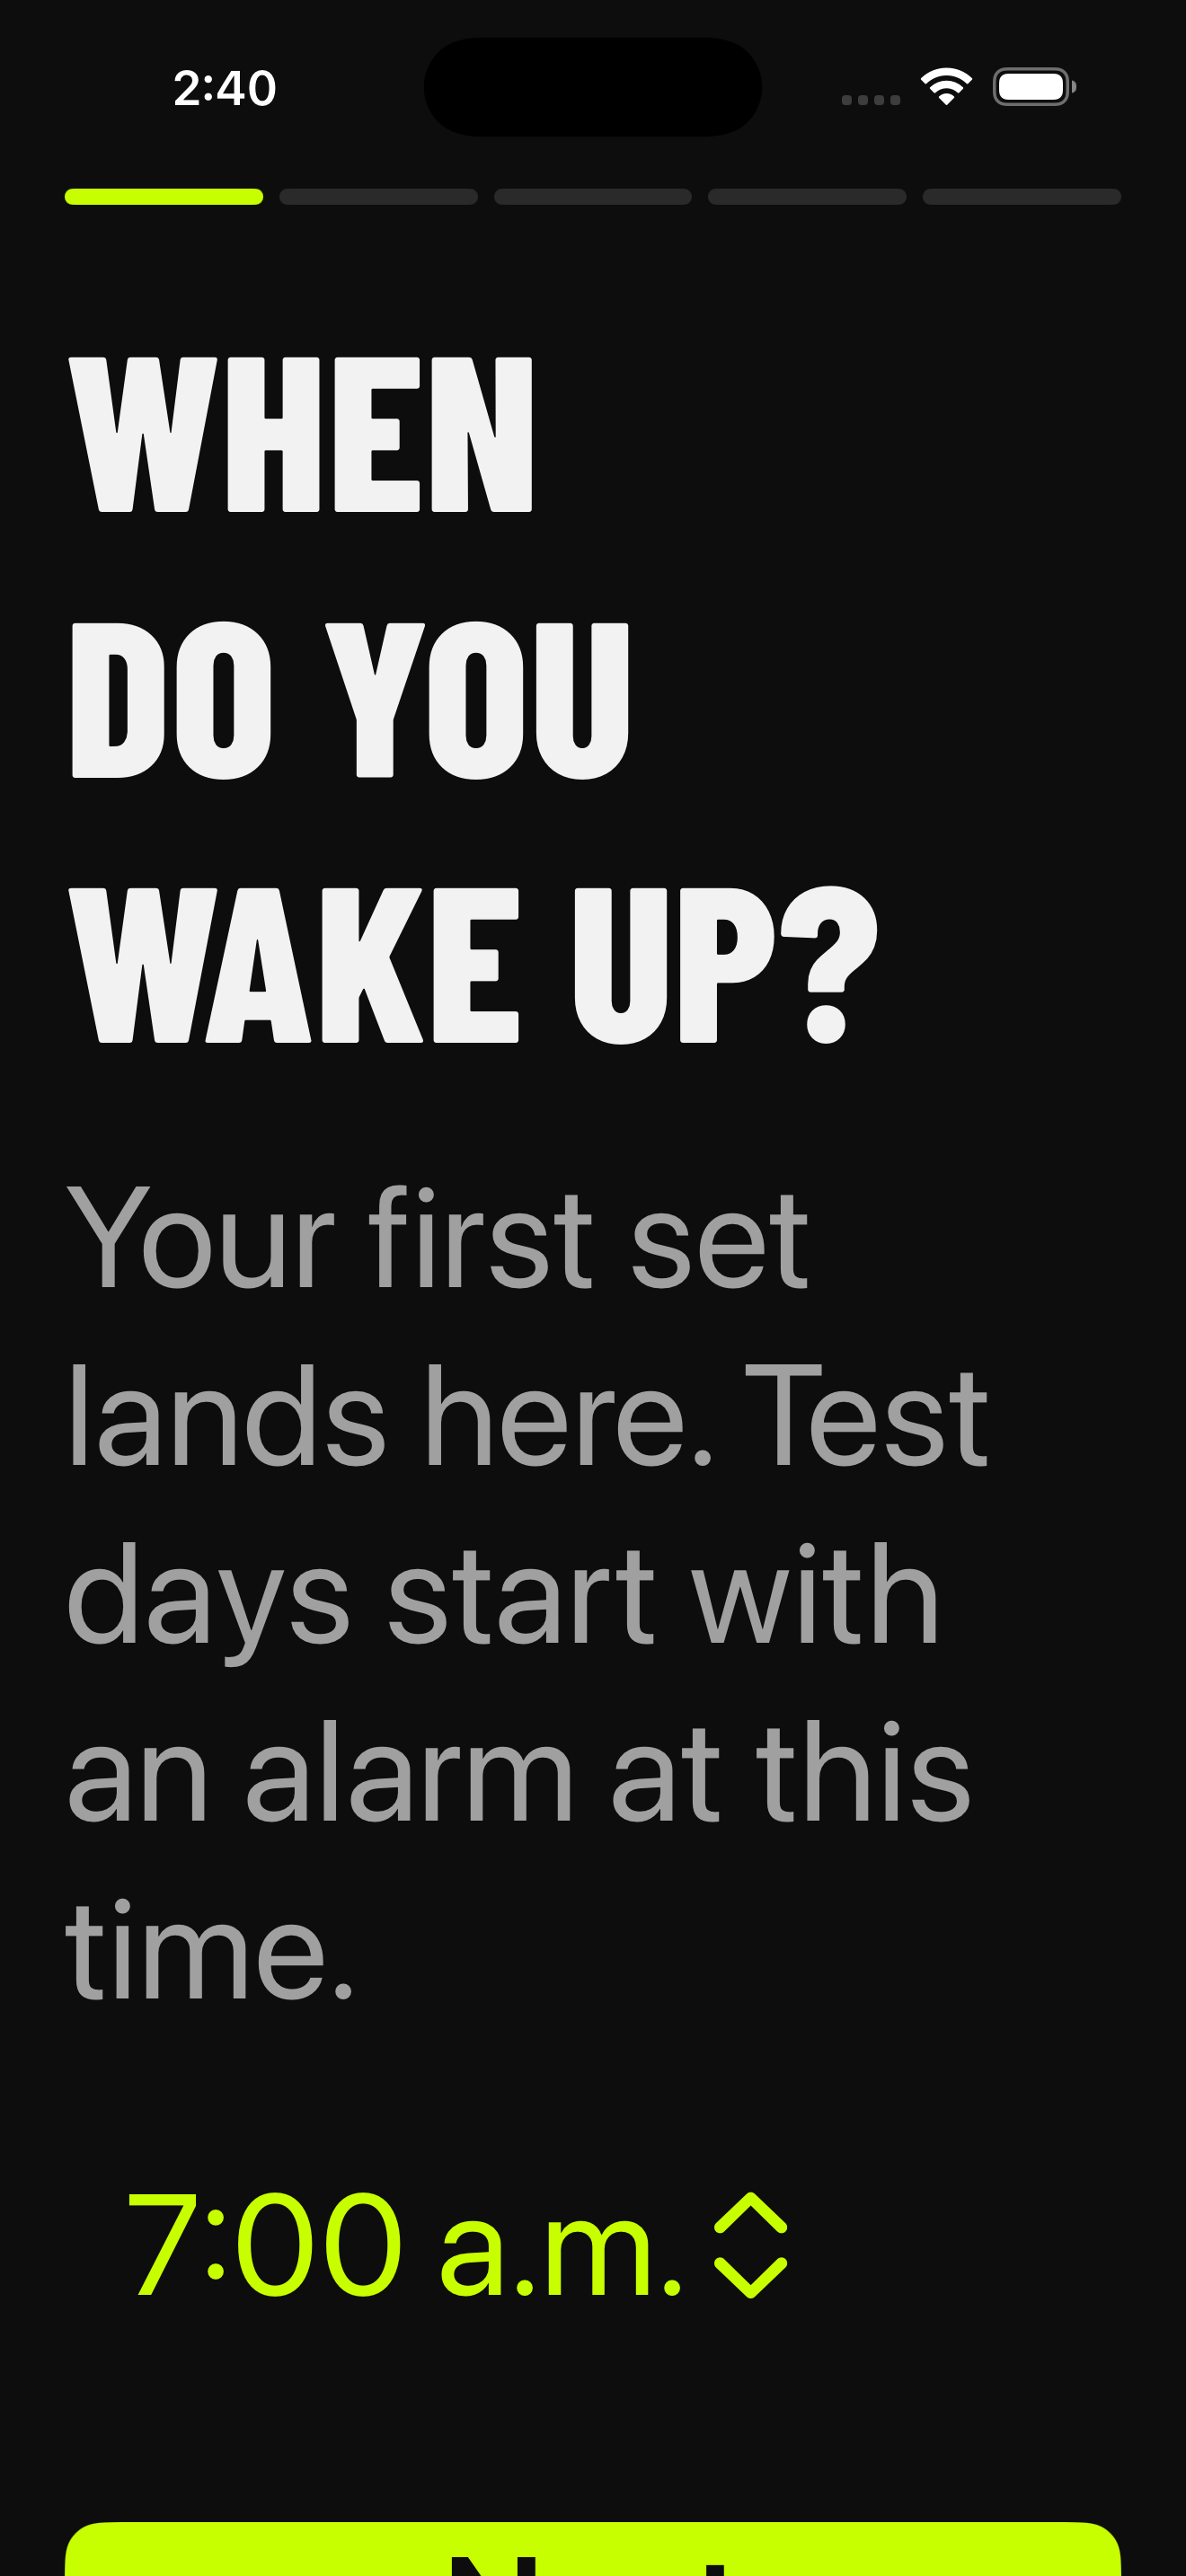 2:40
WHEN
DO YOU
WAKE UP?
Your first set
lands here. Test
days start with
an alarm at this
time.
7:00 a.m.